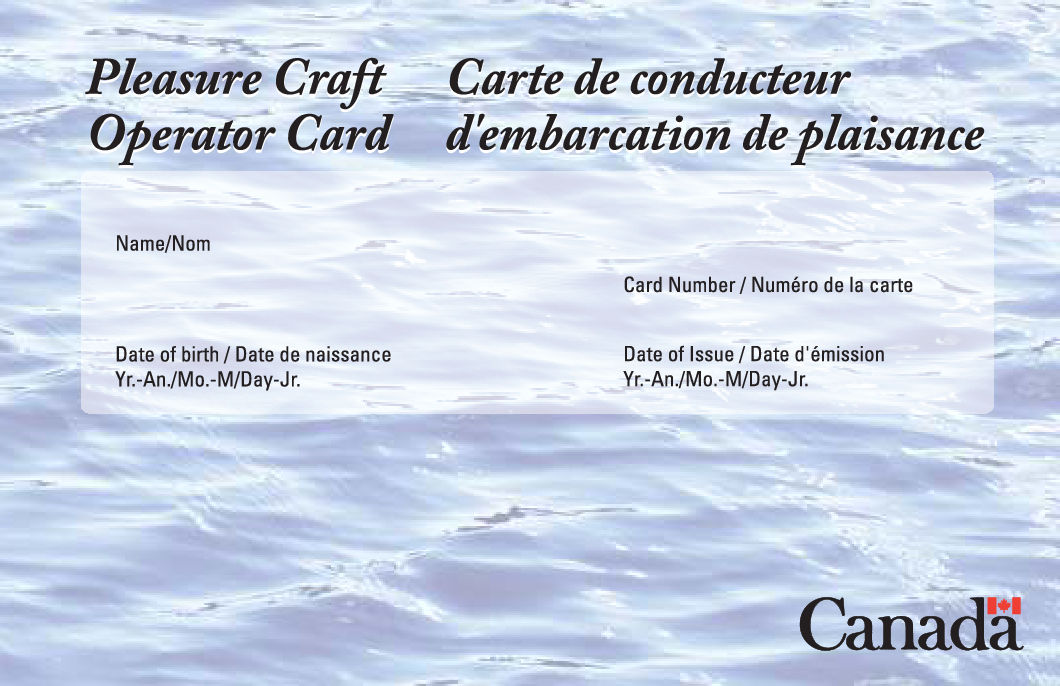 Pleasure Craft
Operator Card
Carte de conducteur
d'embarcation de plaisance
Name/Nom
Card Number / Numéro de la carte
Date of birth / Date de naissance
Yr.-An./Mo.-M/Day-Jr.
Date of Issue / Date d'émission
Yr.-An./Mo.-M/Day-Jr.
Canada